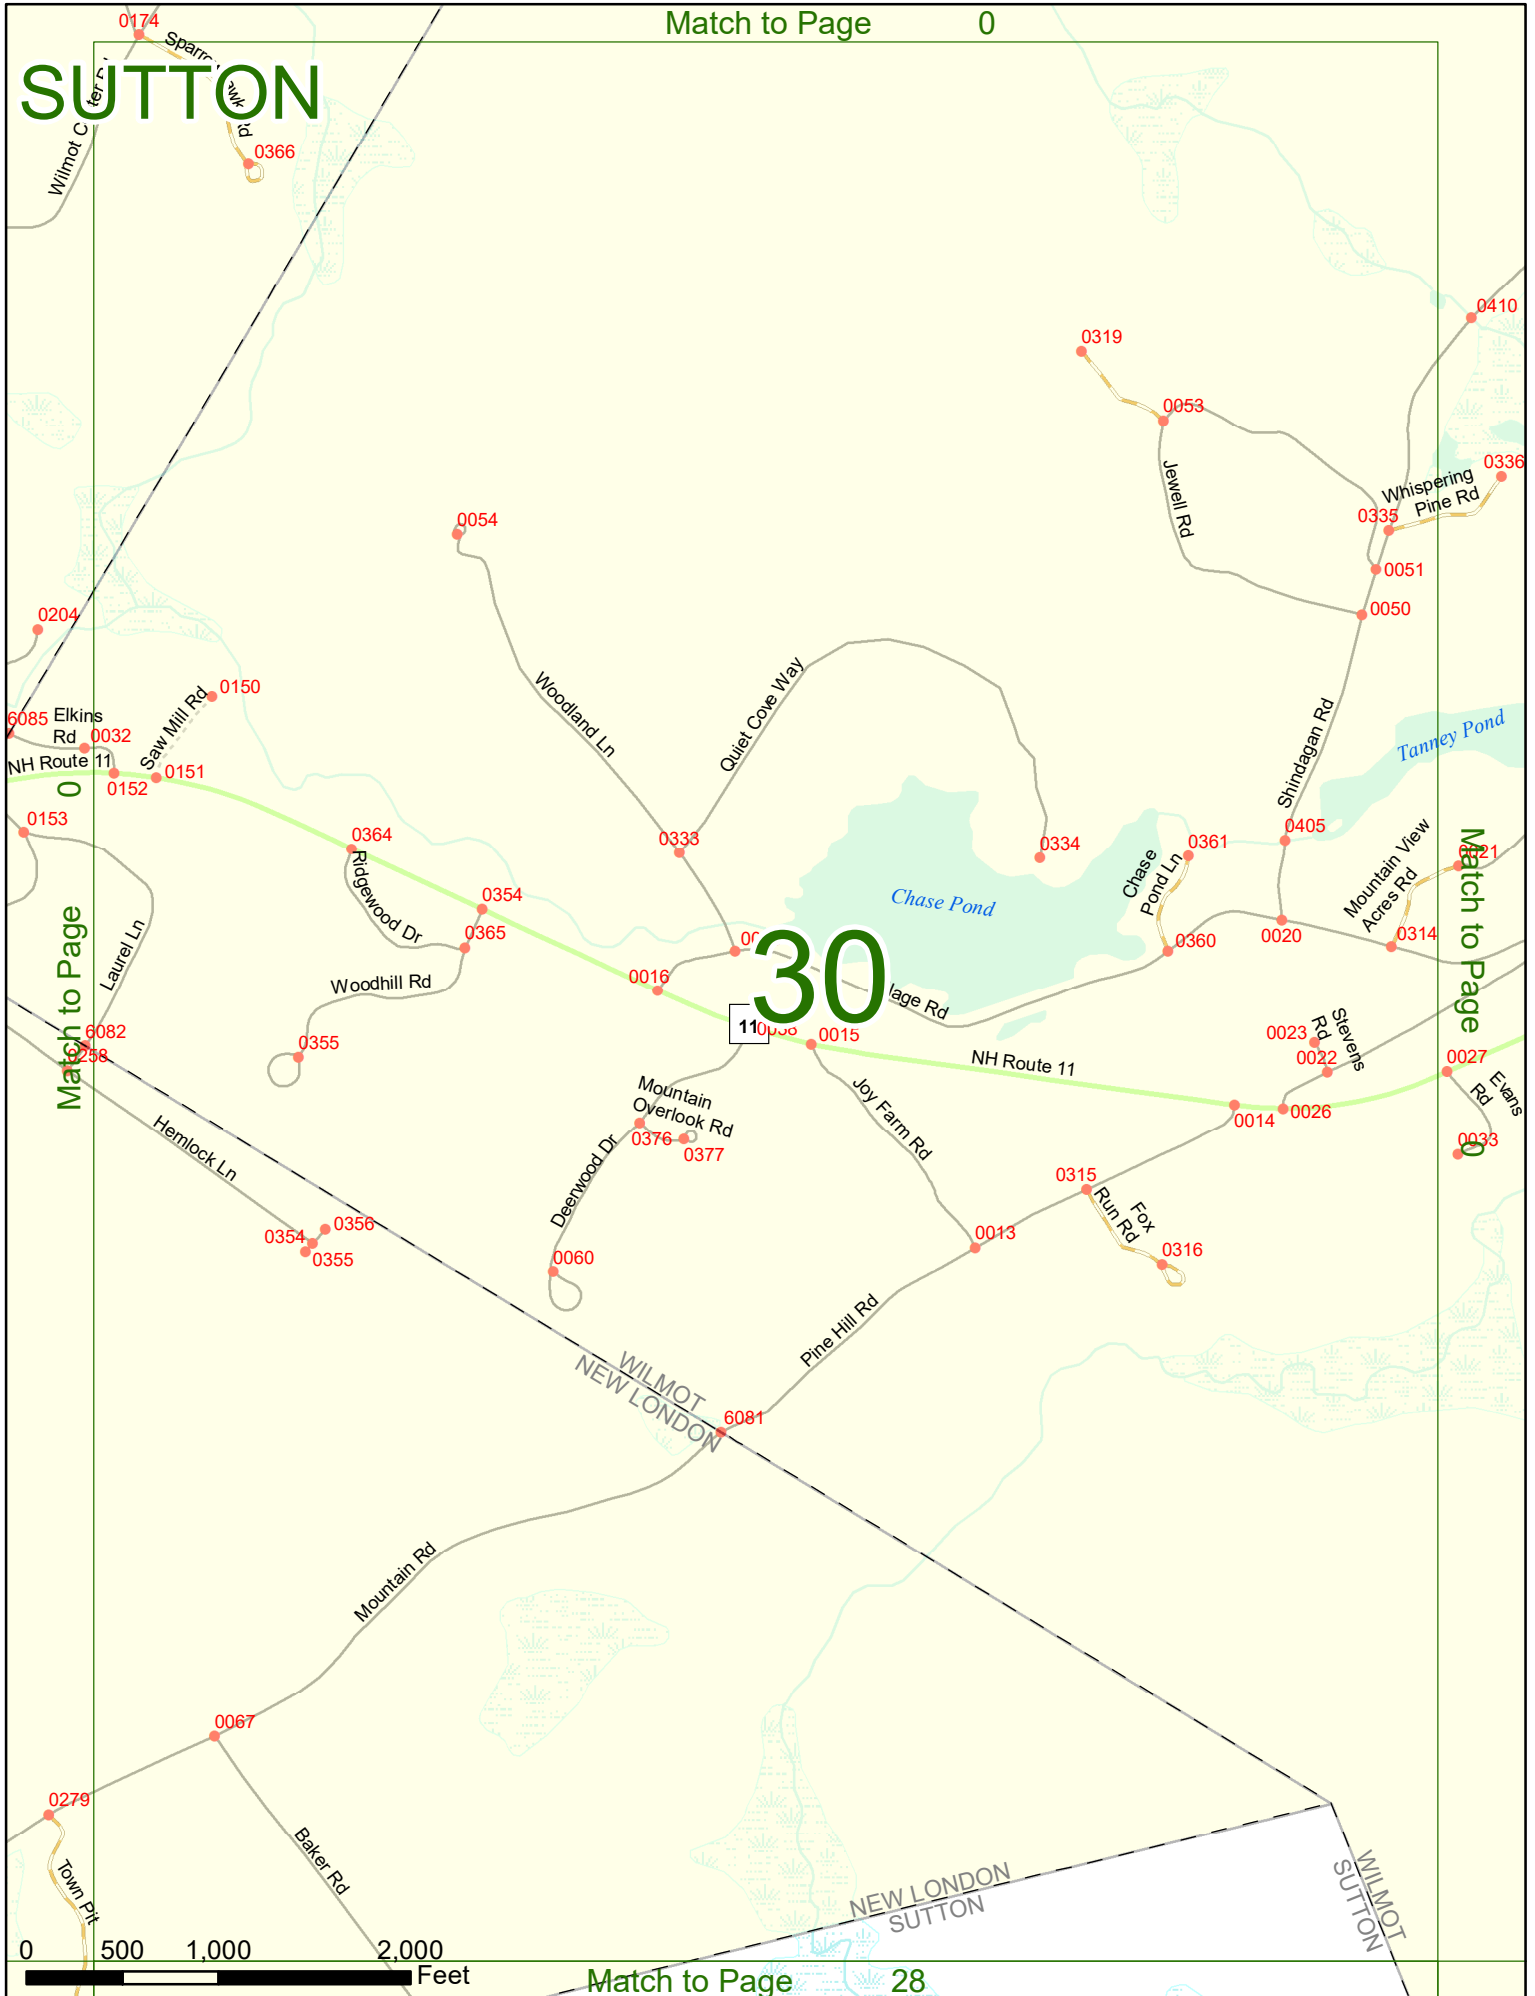 Match to Page 0
0174
SUTTON
0366
0410
0319
0053
Jewell Rd
Whispering
Pine Rd
0336
0335
0051
0050
0054
0204
0150
Saw Mill Rd
6085
Elkins
Rd
0032
NH Route 11
0152
0151
Woodland Ln
Quiet Cove Way
Shindagan Rd
Tanney Pond
0153
0364
Ridgewood Dr
0333
0334
0361
0405
Chase
Pond Ln
Mountain View
Acres Rd
0354
0365
Chase Pond
0360
0020
0314
Match to Page 0
Match to Page 0
Laurel Ln
Woodhill Rd
0016
30
11
0015
NH Route 11
0023
Stevens
Rd
0022
0027
Evans
Rd
6082
0258
0355
Mountain
Overlook Rd
0376
0377
Joy Farm Rd
0014
0026
0033
Hemlock Ln
Deerwood Dr
0315
Fox
Run Rd
0356
0354
0355
0013
0316
0060
Pine Hill Rd
WILMOT
NEW LONDON
6081
Mountain Rd
0067
0279
Baker Rd
Town Pit
NEW LONDON
SUTTON
WILMOT
SUTTON
0 500 1,000 2,000
Feet
Match to Page 28